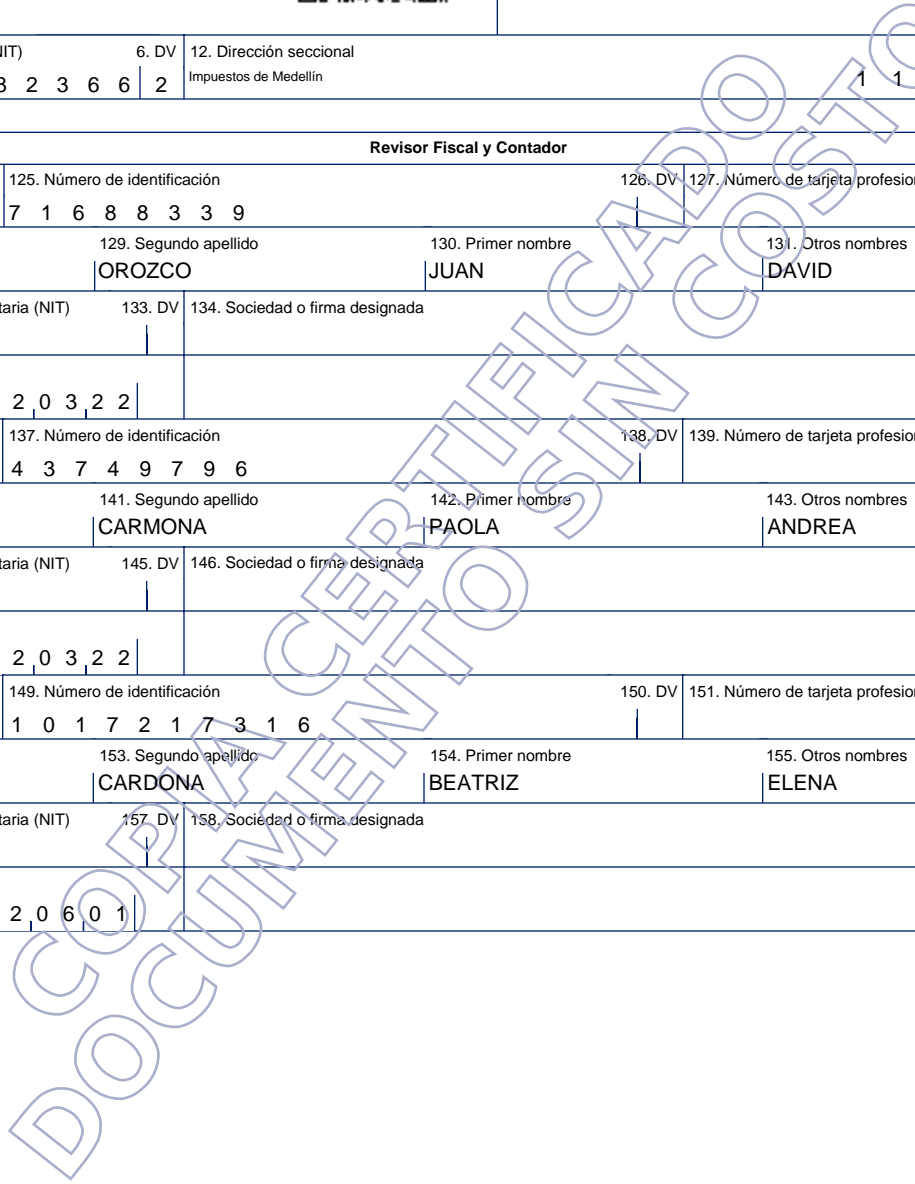 IIT) 6. DV 12. Dirección seccional
3 2 3 6 6 2 Impuestos de Medellín 1 1
Revisor Fiscal y Contador
125. Número de identificación 126. DV 127. Número de tarjeta profesion
7 1 6 8 8 3 3 9
129. Segundo apellido 130. Primer nombre 131. Otros nombres
OROZCO JUAN DAVID
taria (NIT) 133. DV 134. Sociedad o firma designada
2 0 3 2 2
137. Número de identificación 138. DV 139. Número de tarjeta profesion
4 3 7 4 9 7 9 6
141. Segundo apellido 142. Primer nombre 143. Otros nombres
CARMONA PAOLA ANDREA
taria (NIT) 145. DV 146. Sociedad o firma designada
2 0 3 2 2
149. Número de identificación 150. DV 151. Número de tarjeta profesion
1 0 1 7 2 1 7 3 1 6
153. Segundo apellido 154. Primer nombre 155. Otros nombres
CARDONA BEATRIZ ELENA
taria (NIT) 157. DV 158. Sociedad o firma designada
2 0 6 0 1
COPIA CERTIFICADO
DOCUMENTO SIN COSTO